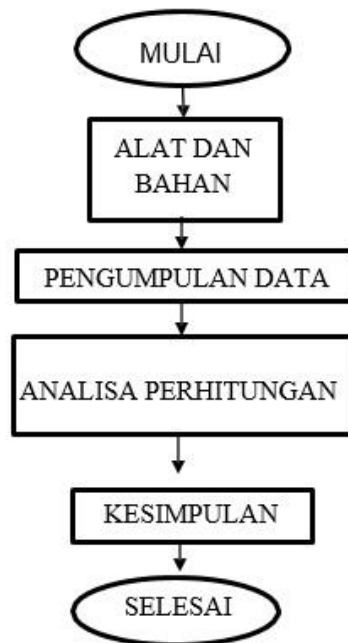 MULAI
ALAT DAN
BAHAN
PENGUMPULAN DATA
ANALISA PERHITUNGAN
KESIMPULAN
SELESAI